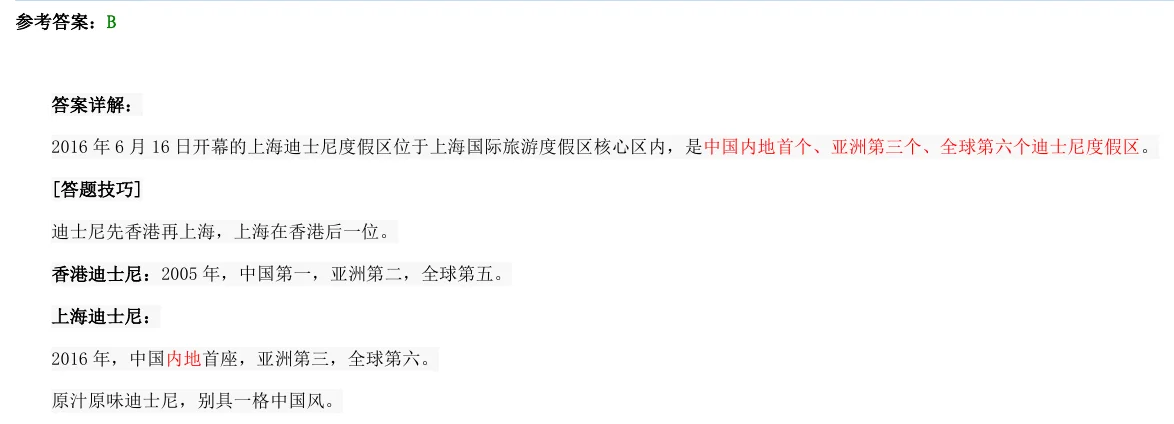 参考答案：B
答案详解：
2016 年 6 月 16 日开幕的上海迪士尼度假区位于上海国际旅游度假区核心区内，是中国内地首个、亚洲第三个、全球第六个迪士尼度假区。
[答题技巧]
迪士尼先香港再上海，上海在香港后一位。
香港迪士尼：2005 年，中国第一，亚洲第二，全球第五。
上海迪士尼：
2016 年，中国内地首座，亚洲第三，全球第六。
原汁原味迪士尼，别具一格中国风。